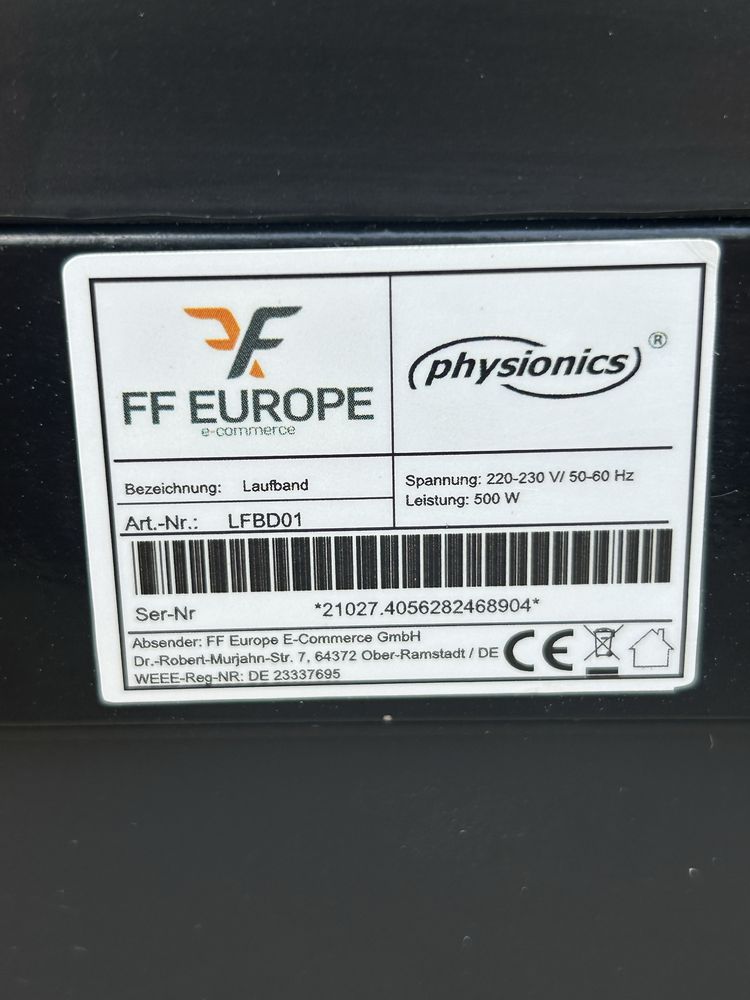 FF EUROPE
e-commerce
physionics®
Bezeichnung: Laufband
Art.-Nr.: LFBD01
Spannung: 220-230 V/ 50-60 Hz
Leistung: 500 W
Ser-Nr *21027.4056282468904*
Absender: FF Europe E-Commerce GmbH
Dr.-Robert-Murjahn-Str. 7, 64372 Ober-Ramstadt / DE
WEEE-Reg-NR: DE 23337695
CE